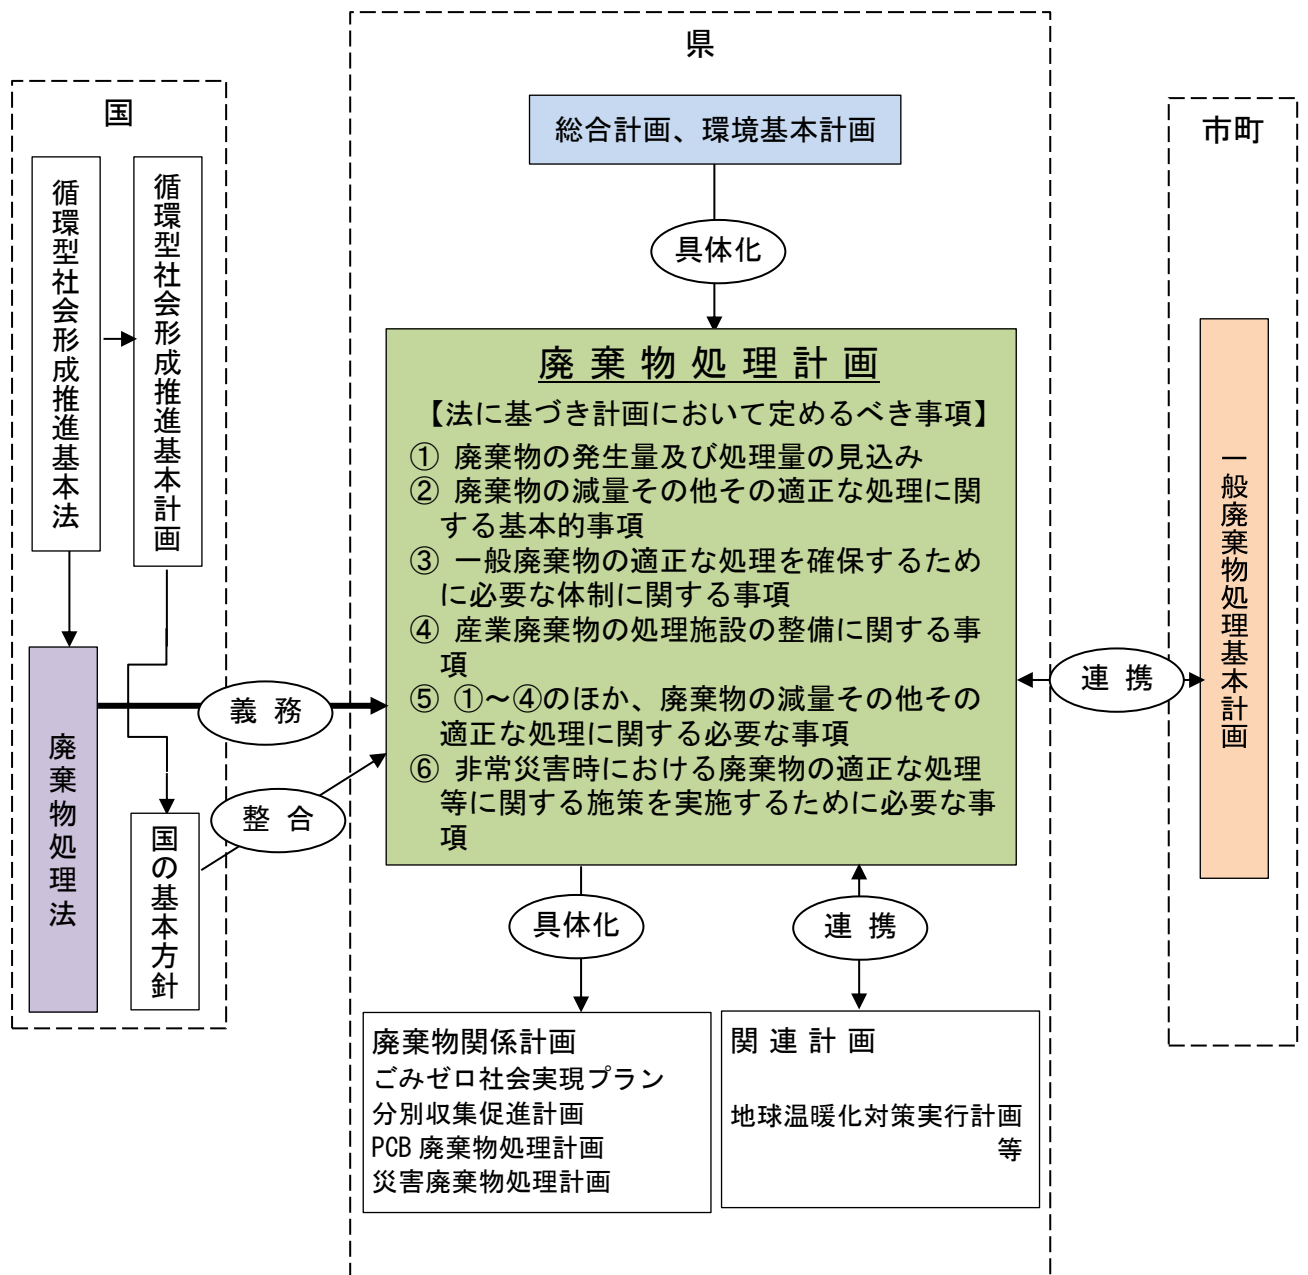 県
総合計画、環境基本計画
具体化
国
循環型社会形成推進基本法
循環型社会形成推進基本計画
廃棄物処理法
国の基本方針
義 務
整 合
廃 棄 物 処 理 計 画
【法に基づき計画において定めるべき事項】
① 廃棄物の発生量及び処理量の見込み
② 廃棄物の減量その他その適正な処理に関
する基本的事項
③ 一般廃棄物の適正な処理を確保するため
に必要な体制に関する事項
④ 産業廃棄物の処理施設の整備に関する事
項
⑤ ①～④のほか、廃棄物の減量その他その
適正な処理に関する必要な事項
⑥ 非常災害時における廃棄物の適正な処理
等に関する施策を実施するために必要な事
項
連 携
市町
一般廃棄物処理基本計画
具体化
連 携
廃棄物関係計画
ごみゼロ社会実現プラン
分別収集促進計画
PCB 廃棄物処理計画
災害廃棄物処理計画
関 連 計 画
地球温暖化対策実行計画
等